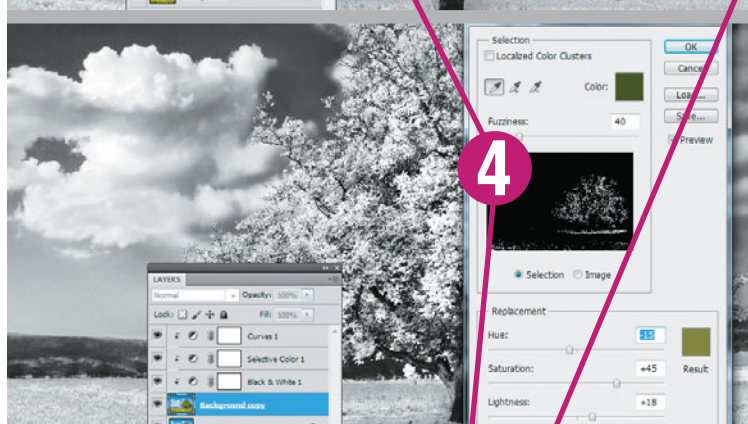 Selection
Localized Color Clusters
Color:
Fuzziness: 40
Selection Image
Replacement
Hue: -15
Saturation: +45 Result
Lightness: +18
OK
Cancel
Load...
Save...
Preview
4
LAYERS
Normal Opacity: 100%
Lock: Fill: 100%
Curves 1
Selective Color 1
Black & White 1
Background copy